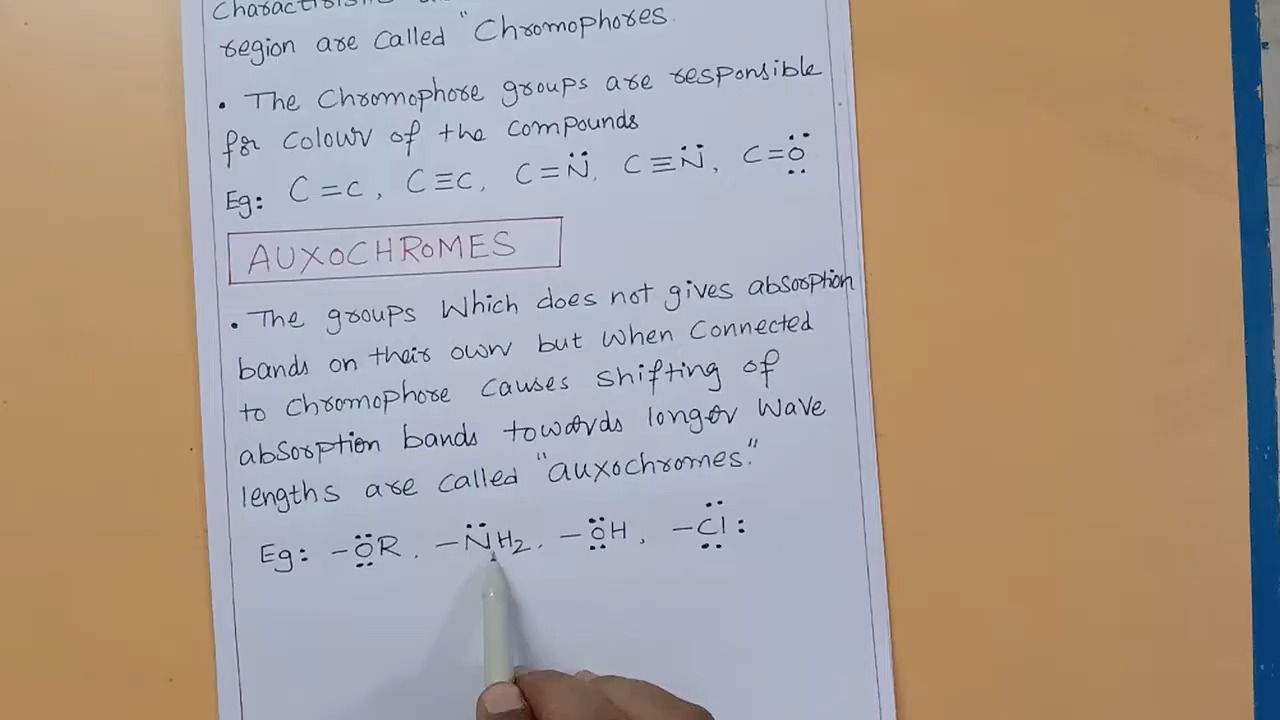 region are called "Chromophores.
• The Chromophore groups are responsible
for colour of the compounds
Eg: C=C, C≡C, C=N̈, C≡N̈, C=Ö
AUXOCHROMES
• The groups which does not gives absorption
bands on their own but when connected
to chromophore causes shifting of
absorption bands towards longer wave
lengths are called "auxochromes."
Eg: -ÖR, -N̈H₂, -ÖH, -Cl: